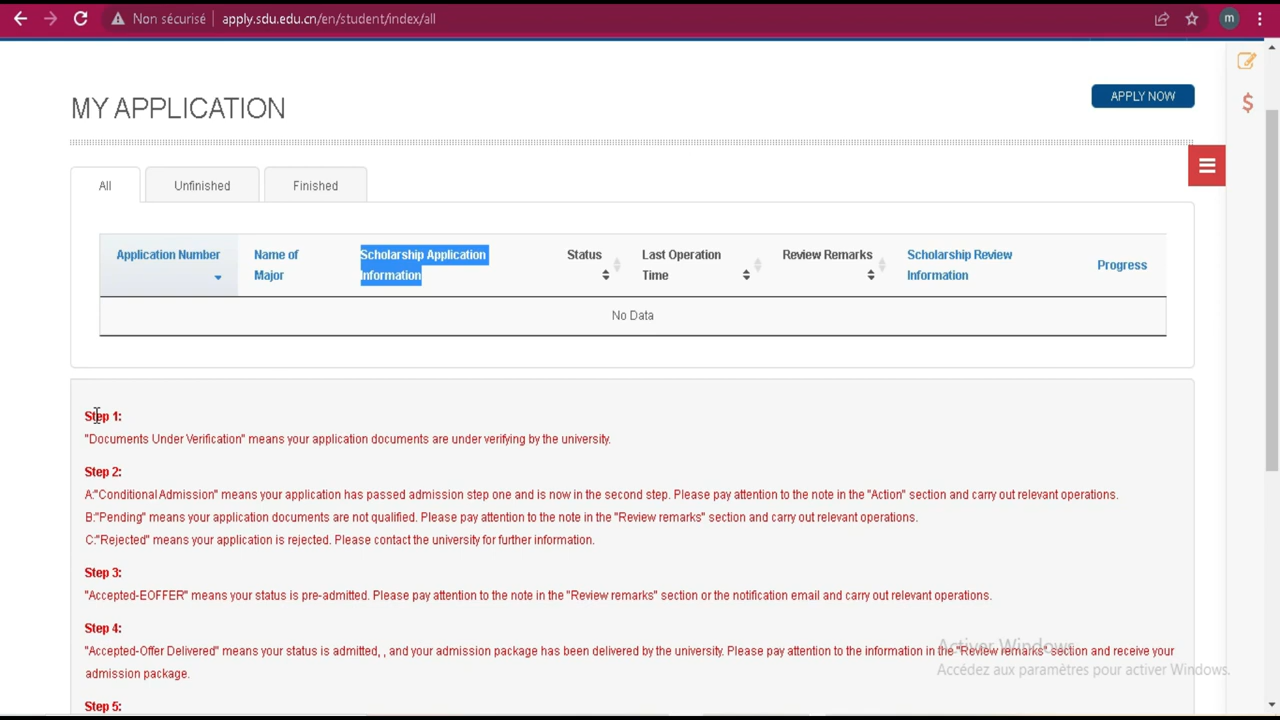 Non sécurisé
apply.sdu.edu.cn/en/student/index/all
m
MY APPLICATION
APPLY NOW
All
Unfinished
Finished
Application Number
Name of
Major
Scholarship Application
Information
Status
Last Operation
Time
Review Remarks
Scholarship Review
Information
Progress
No Data
Step 1:
"Documents Under Verification" means your application documents are under verifying by the university.
Step 2:
A:"Conditional Admission" means your application has passed admission step one and is now in the second step. Please pay attention to the note in the "Action" section and carry out relevant operations.
B:"Pending" means your application documents are not qualified. Please pay attention to the note in the "Review remarks" section and carry out relevant operations.
C:"Rejected" means your application is rejected. Please contact the university for further information.
Step 3:
"Accepted-EOFFER" means your status is pre-admitted. Please pay attention to the note in the "Review remarks" section or the notification email and carry out relevant operations.
Step 4:
"Accepted-Offer Delivered" means your status is admitted, , and your admission package has been delivered by the university. Please pay attention to the information in the "Review remarks" section and receive your
admission package.
Activer Windows
Accédez aux paramètres pour activer Windows.
Step 5: